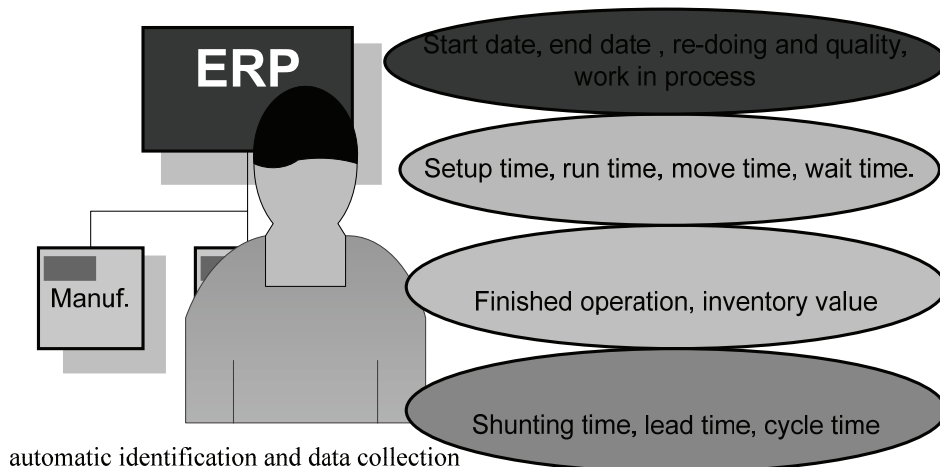 ERP
Start date, end date , re-doing and quality,
work in process
Setup time, run time, move time, wait time.
Manuf.
Finished operation, inventory value
Shunting time, lead time, cycle time
automatic identification and data collection